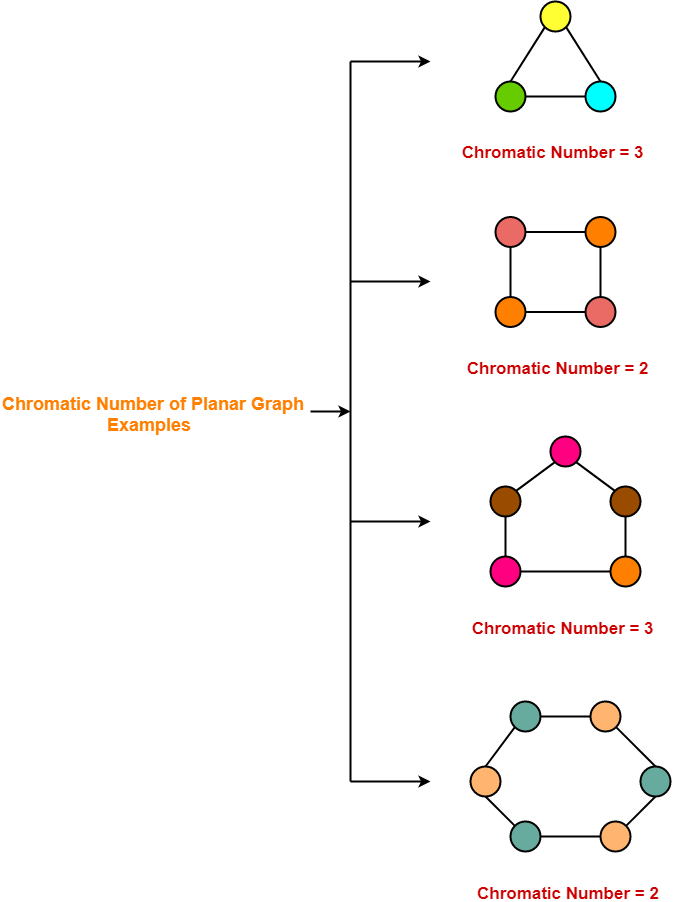 Chromatic Number = 3
Chromatic Number = 2
Chromatic Number of Planar Graph
Examples
Chromatic Number = 3
Chromatic Number = 2